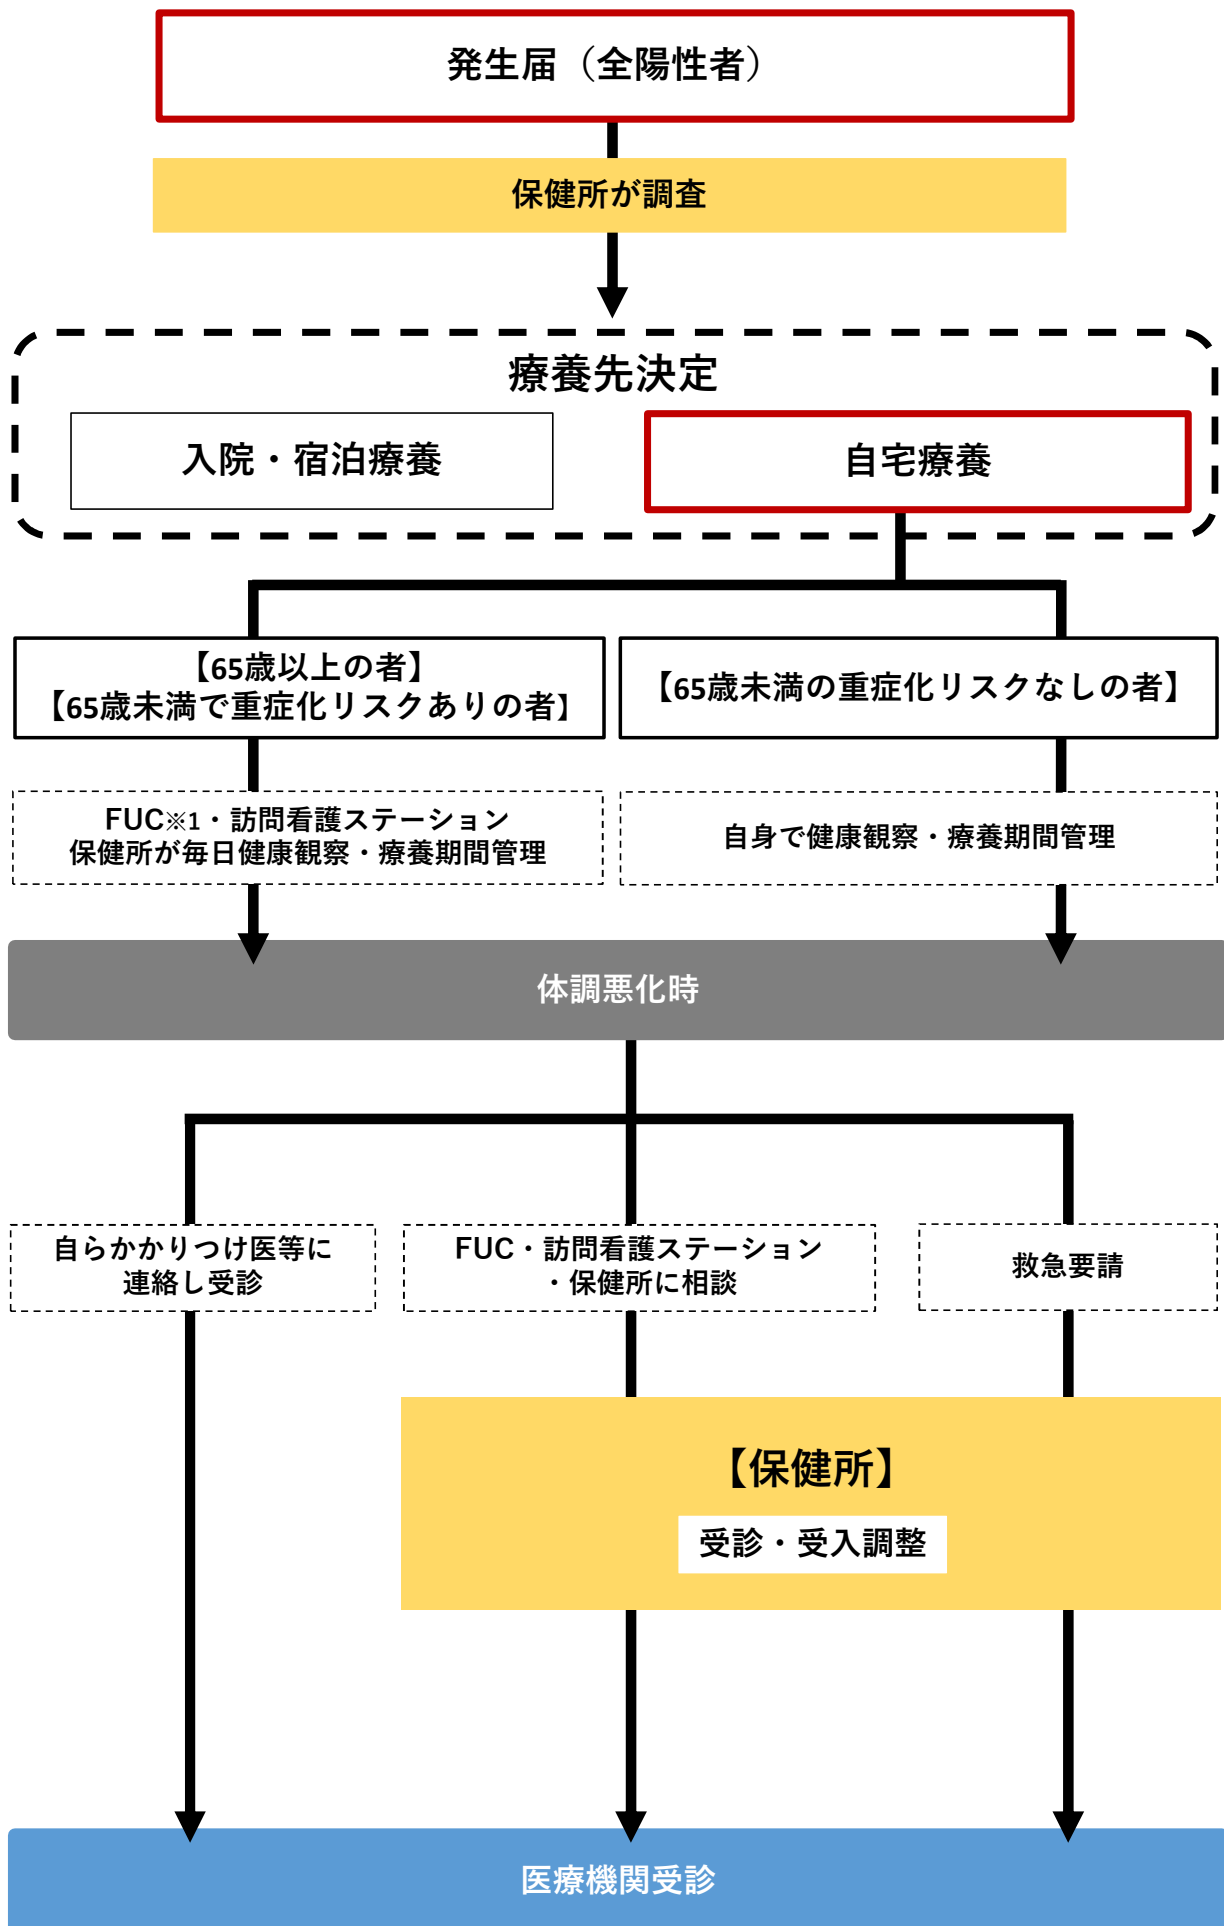 発生届（全陽性者）
保健所が調査
療養先決定
入院・宿泊療養
自宅療養
【65歳以上の者】
【65歳未満で重症化リスクありの者】
【65歳未満の重症化リスクなしの者】
FUC※1・訪問看護ステーション
保健所が毎日健康観察・療養期間管理
自身で健康観察・療養期間管理
体調悪化時
自らかかりつけ医等に
連絡し受診
FUC・訪問看護ステーション
・保健所に相談
救急要請
【保健所】
受診・受入調整
医療機関受診